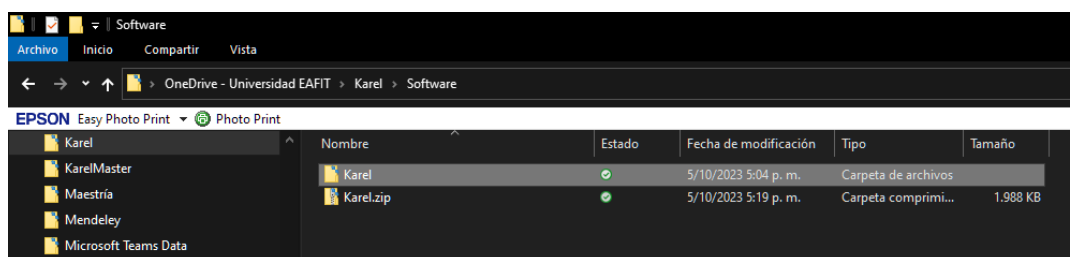 Software
Archivo Inicio Compartir Vista
OneDrive - Universidad EAFIT > Karel > Software
EPSON Easy Photo Print Photo Print
Karel
KarelMaster
Maestría
Mendeley
Microsoft Teams Data
Nombre Estado Fecha de modificación Tipo Tamaño
Karel 5/10/2023 5:04 p. m. Carpeta de archivos
Karel.zip 5/10/2023 5:19 p. m. Carpeta comprimi... 1.988 KB